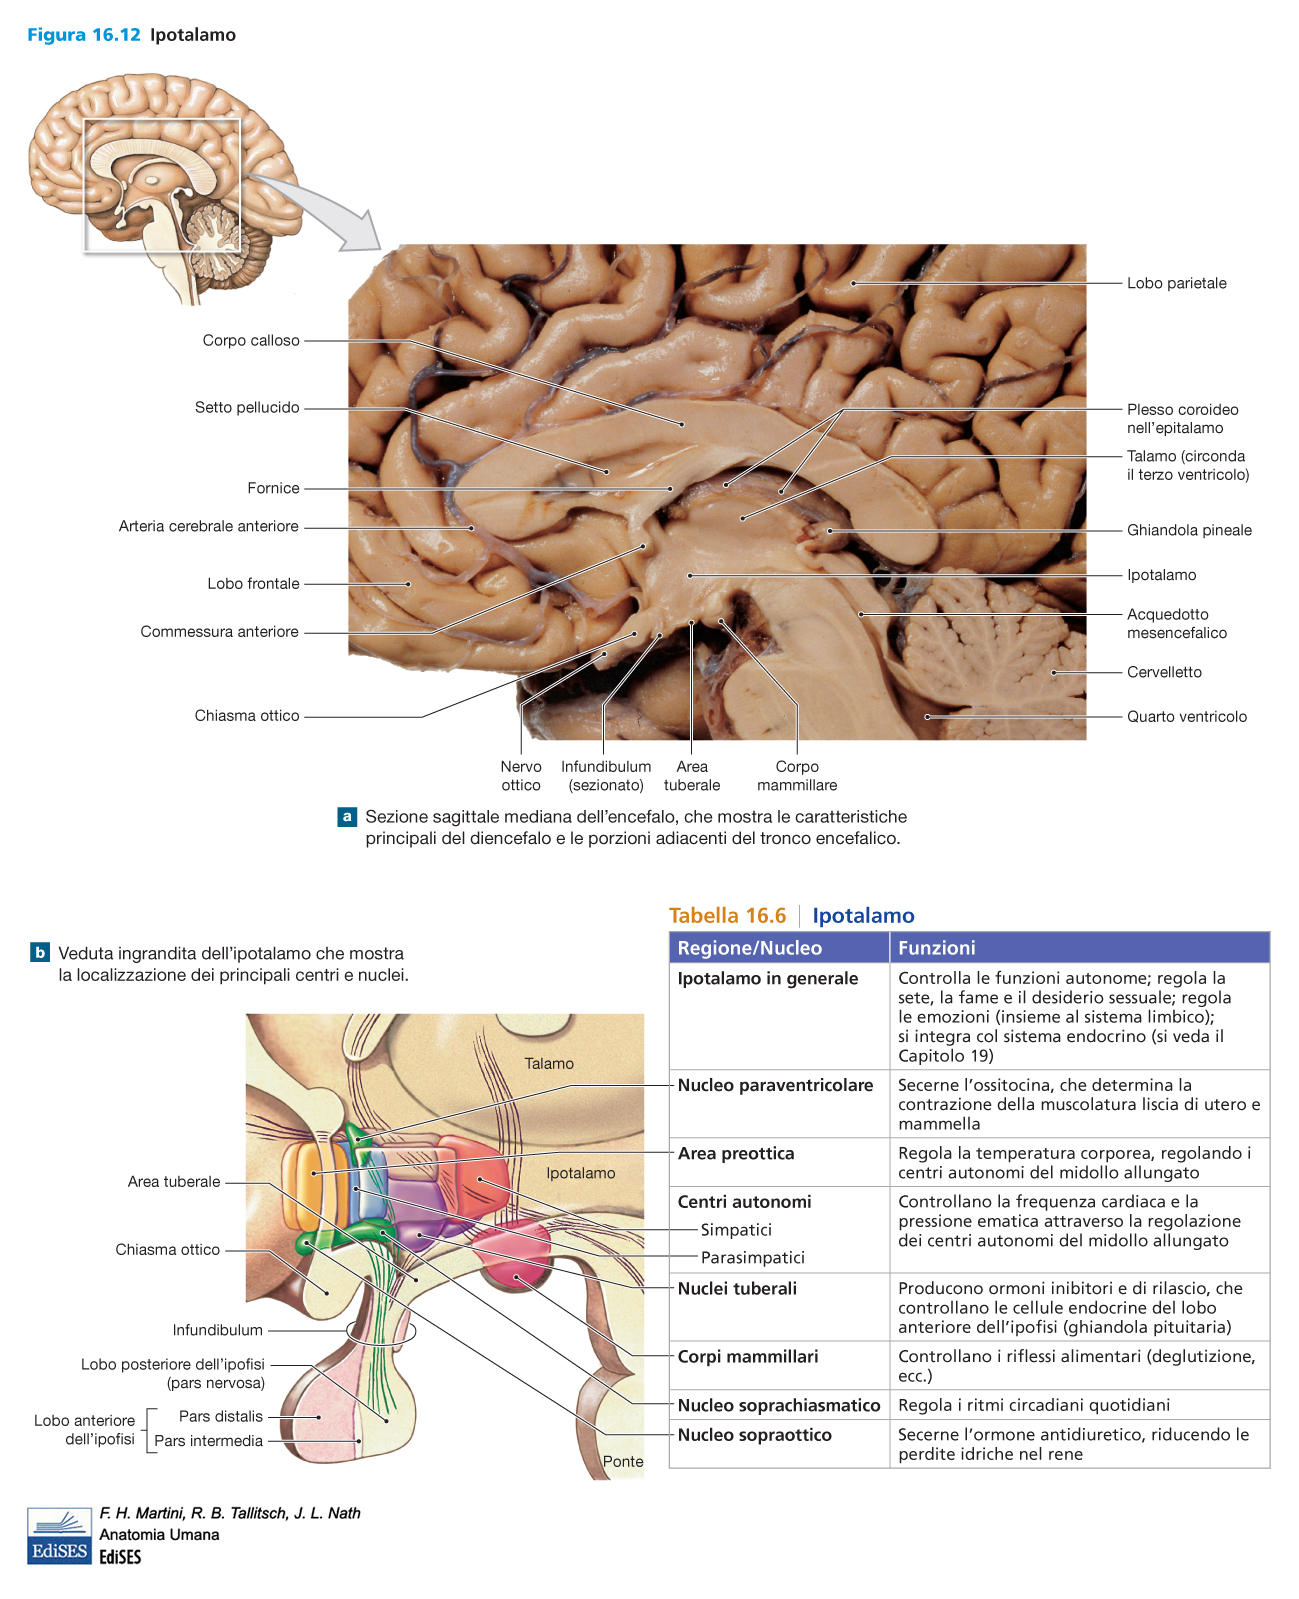 Figura 16.12 Ipotalamo
Corpo calloso
Setto pellucido
Fornice
Arteria cerebrale anteriore
Lobo frontale
Commessura anteriore
Chiasma ottico
Lobo parietale
Plesso coroideo
nell'epitalamo
Talamo (circonda
il terzo ventricolo)
Ghiandola pineale
Ipotalamo
Acquedotto
mesencefalico
Cervelletto
Quarto ventricolo
Nervo
ottico
Infundibulum
(sezionato)
Area
tuberale
Corpo
mammillare
a Sezione sagittale mediana dell'encefalo, che mostra le caratteristiche
principali del diencefalo e le porzioni adiacenti del tronco encefalico.
b Veduta ingrandita dell'ipotalamo che mostra
la localizzazione dei principali centri e nuclei.
Talamo
Ipotalamo
Area tuberale
Chiasma ottico
Infundibulum
Lobo posteriore dell'ipofisi
(pars nervosa)
Lobo anteriore
dell'ipofisi
Pars distalis
Pars intermedia
Ponte
Tabella 16.6 | Ipotalamo
Regione/Nucleo Funzioni
Ipotalamo in generale Controlla le funzioni autonome; regola la
sete, la fame e il desiderio sessuale; regola
le emozioni (insieme al sistema limbico);
si integra col sistema endocrino (si veda il
Capitolo 19)
Nucleo paraventricolare Secerne l'ossitocina, che determina la
contrazione della muscolatura liscia di utero e
mammella
Area preottica Regola la temperatura corporea, regolando i
centri autonomi del midollo allungato
Centri autonomi Controllano la frequenza cardiaca e la
Simpatici pressione ematica attraverso la regolazione
Parasimpatici dei centri autonomi del midollo allungato
Nuclei tuberali Producono ormoni inibitori e di rilascio, che
controllano le cellule endocrine del lobo
anteriore dell'ipofisi (ghiandola pituitaria)
Corpi mammillari Controllano i riflessi alimentari (deglutizione,
ecc.)
Nucleo soprachiasmatico Regola i ritmi circadiani quotidiani
Nucleo sopraottico Secerne l'ormone antidiuretico, riducendo le
perdite idriche nel rene
EdiSES
F. H. Martini, R. B. Tallitsch, J. L. Nath
Anatomia Umana
EdiSES